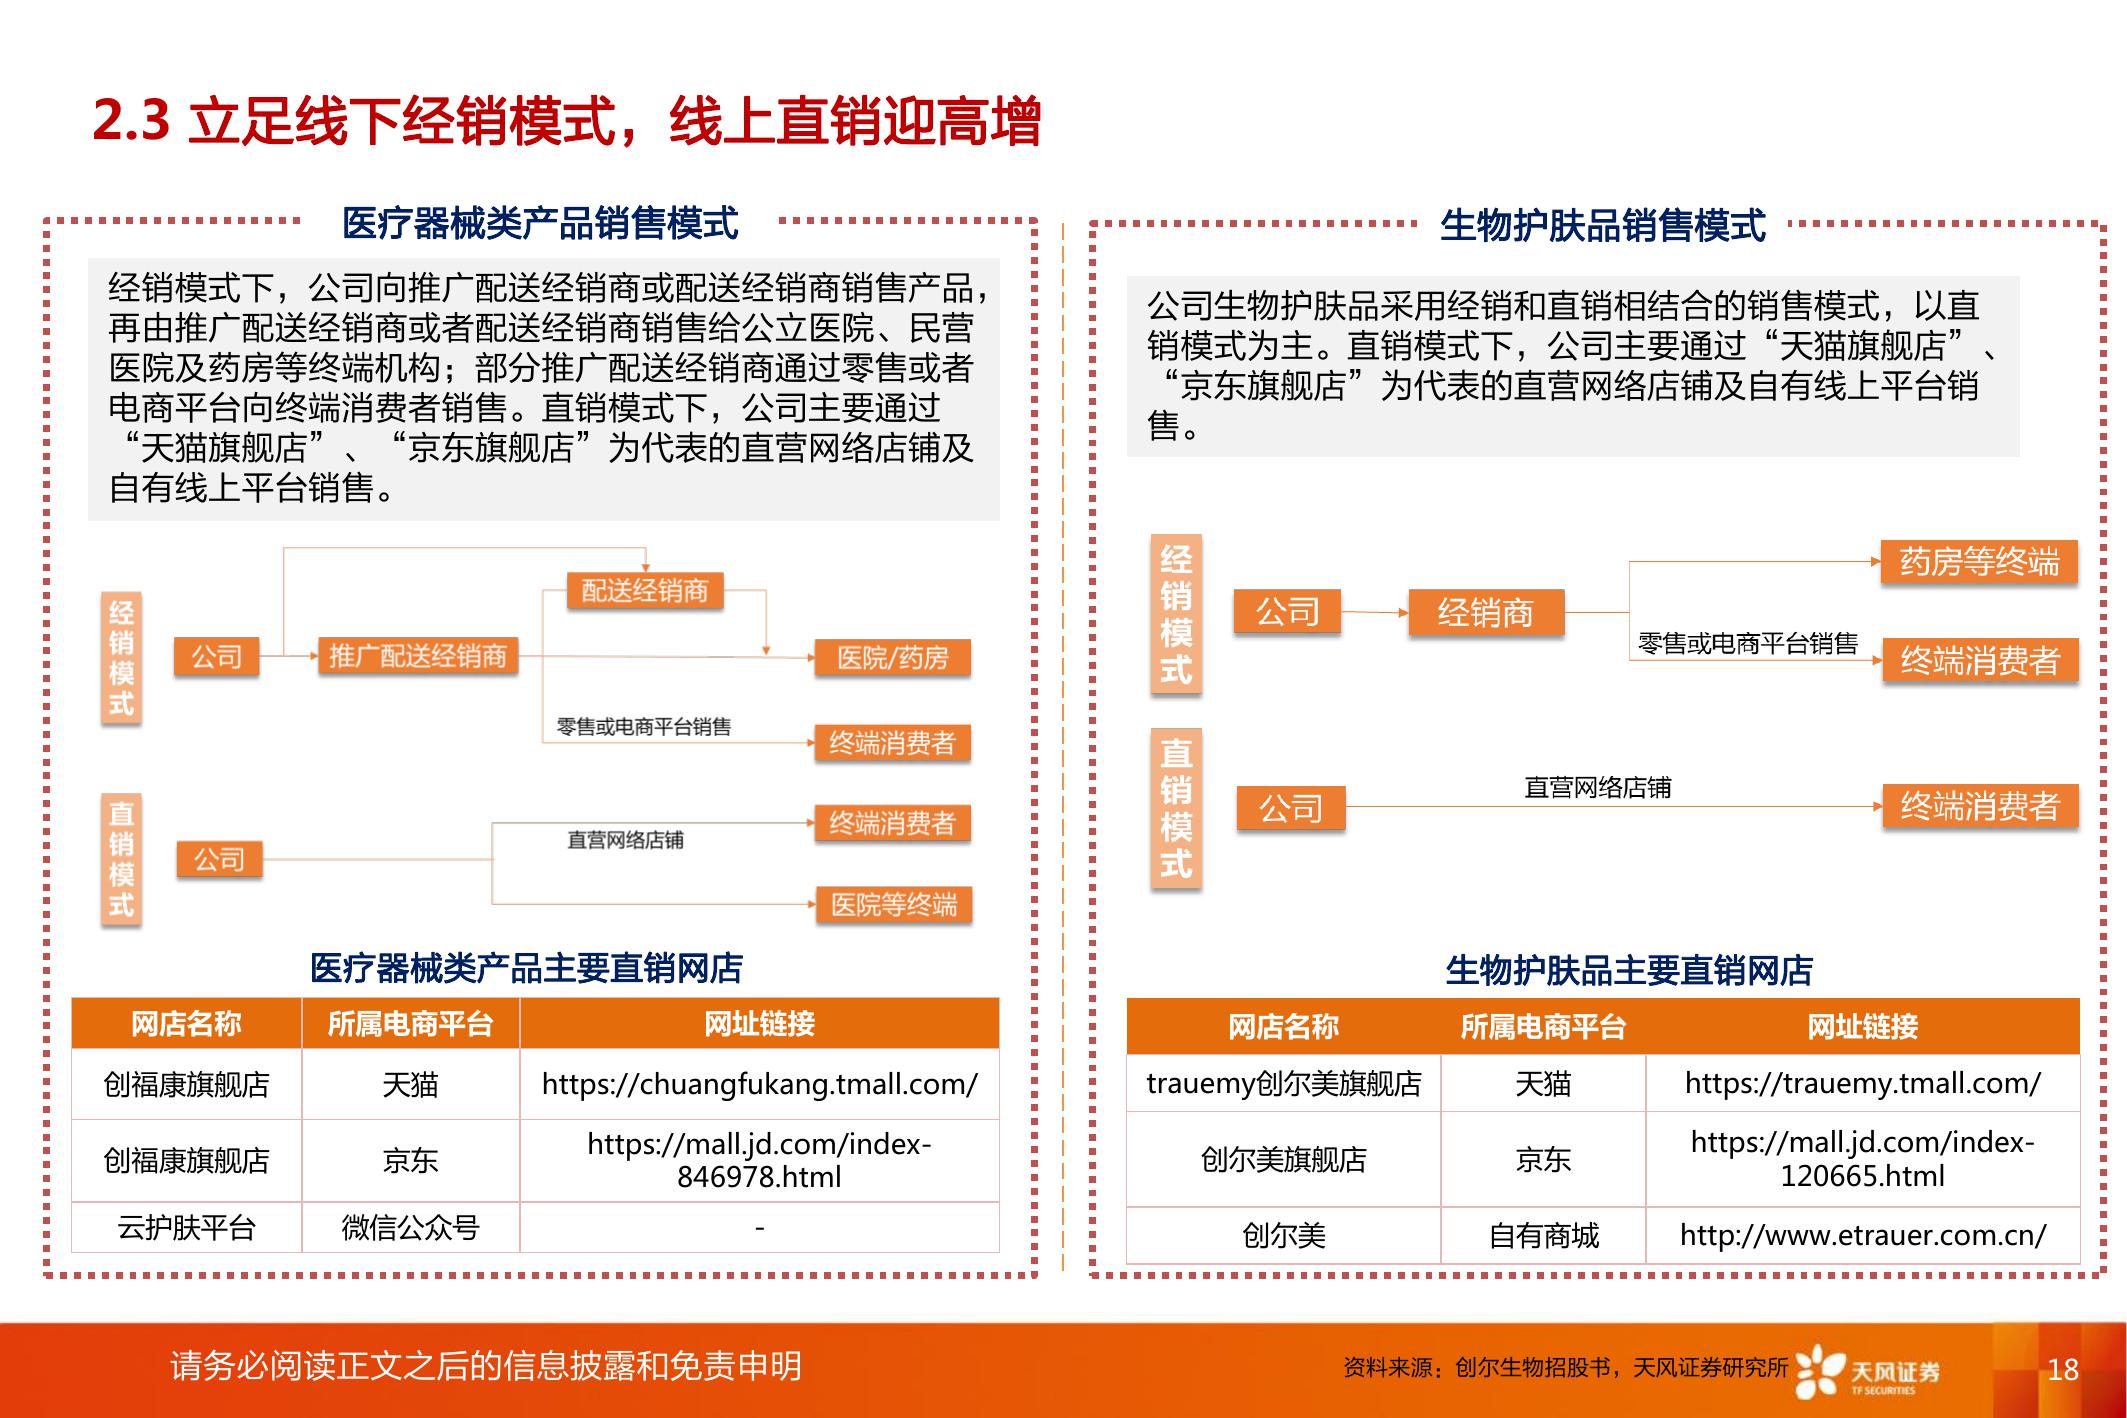 2.3 立足线下经销模式，线上直销迎高增
医疗器械类产品销售模式
经销模式下，公司向推广配送经销商或配送经销商销售产品，
再由推广配送经销商或者配送经销商销售给公立医院、民营
医院及药房等终端机构；部分推广配送经销商通过零售或者
电商平台向终端消费者销售。直销模式下，公司主要通过
“天猫旗舰店”、“京东旗舰店”为代表的直营网络店铺及
自有线上平台销售。
经销模式
配送经销商
公司
推广配送经销商
医院/药房
零售或电商平台销售
终端消费者
直销模式
公司
直营网络店铺
终端消费者
医院等终端
医疗器械类产品主要直销网店
网店名称 所属电商平台 网址链接
创福康旗舰店 天猫 https://chuangfukang.tmall.com/
创福康旗舰店 京东 https://mall.jd.com/index-
846978.html
云护肤平台 微信公众号 -
生物护肤品销售模式
公司生物护肤品采用经销和直销相结合的销售模式，以直
销模式为主。直销模式下，公司主要通过“天猫旗舰店”、
“京东旗舰店”为代表的直营网络店铺及自有线上平台销
售。
经销模式
公司
经销商
药房等终端
零售或电商平台销售
终端消费者
直销模式
公司
直营网络店铺
终端消费者
生物护肤品主要直销网店
网店名称 所属电商平台 网址链接
trauemy创尔美旗舰店 天猫 https://trauemy.tmall.com/
创尔美旗舰店 京东 https://mall.jd.com/index-
120665.html
创尔美 自有商城 http://www.etrauer.com.cn/
请务必阅读正文之后的信息披露和免责申明
资料来源：创尔生物招股书，天风证券研究所
天风证券
TF SECURITIES
18